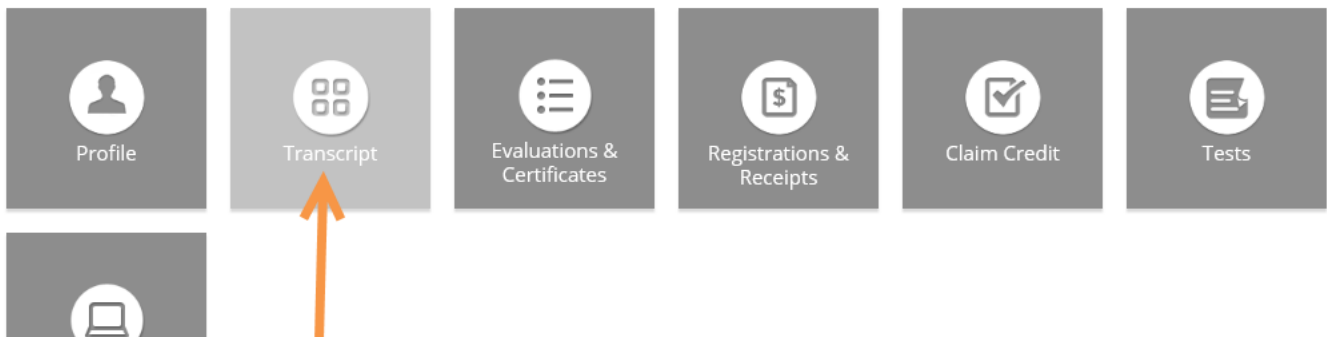 Profile
Transcript
Evaluations &
Certificates
Registrations &
Receipts
Claim Credit
Tests
$